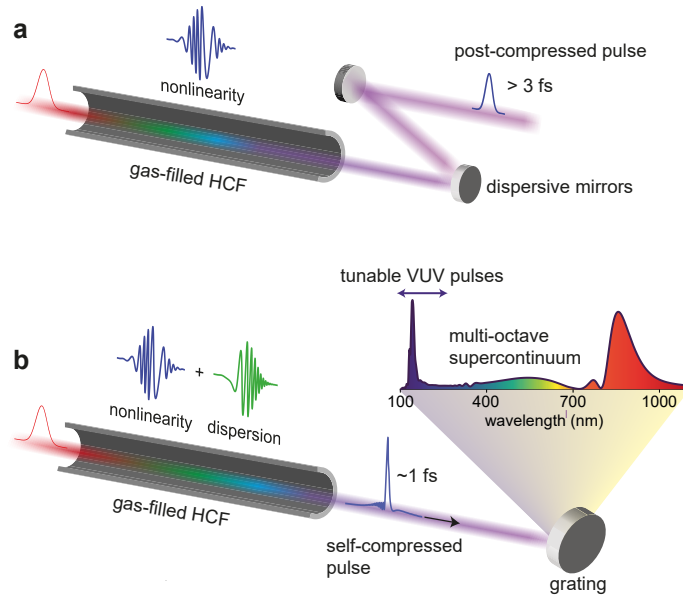 a
nonlinearity
gas-filled HCF
post-compressed pulse
> 3 fs
dispersive mirrors
b
nonlinearity
+
dispersion
gas-filled HCF
~1 fs
self-compressed
pulse
tunable VUV pulses
multi-octave
supercontinuum
100 400 700 1000
wavelength (nm)
grating